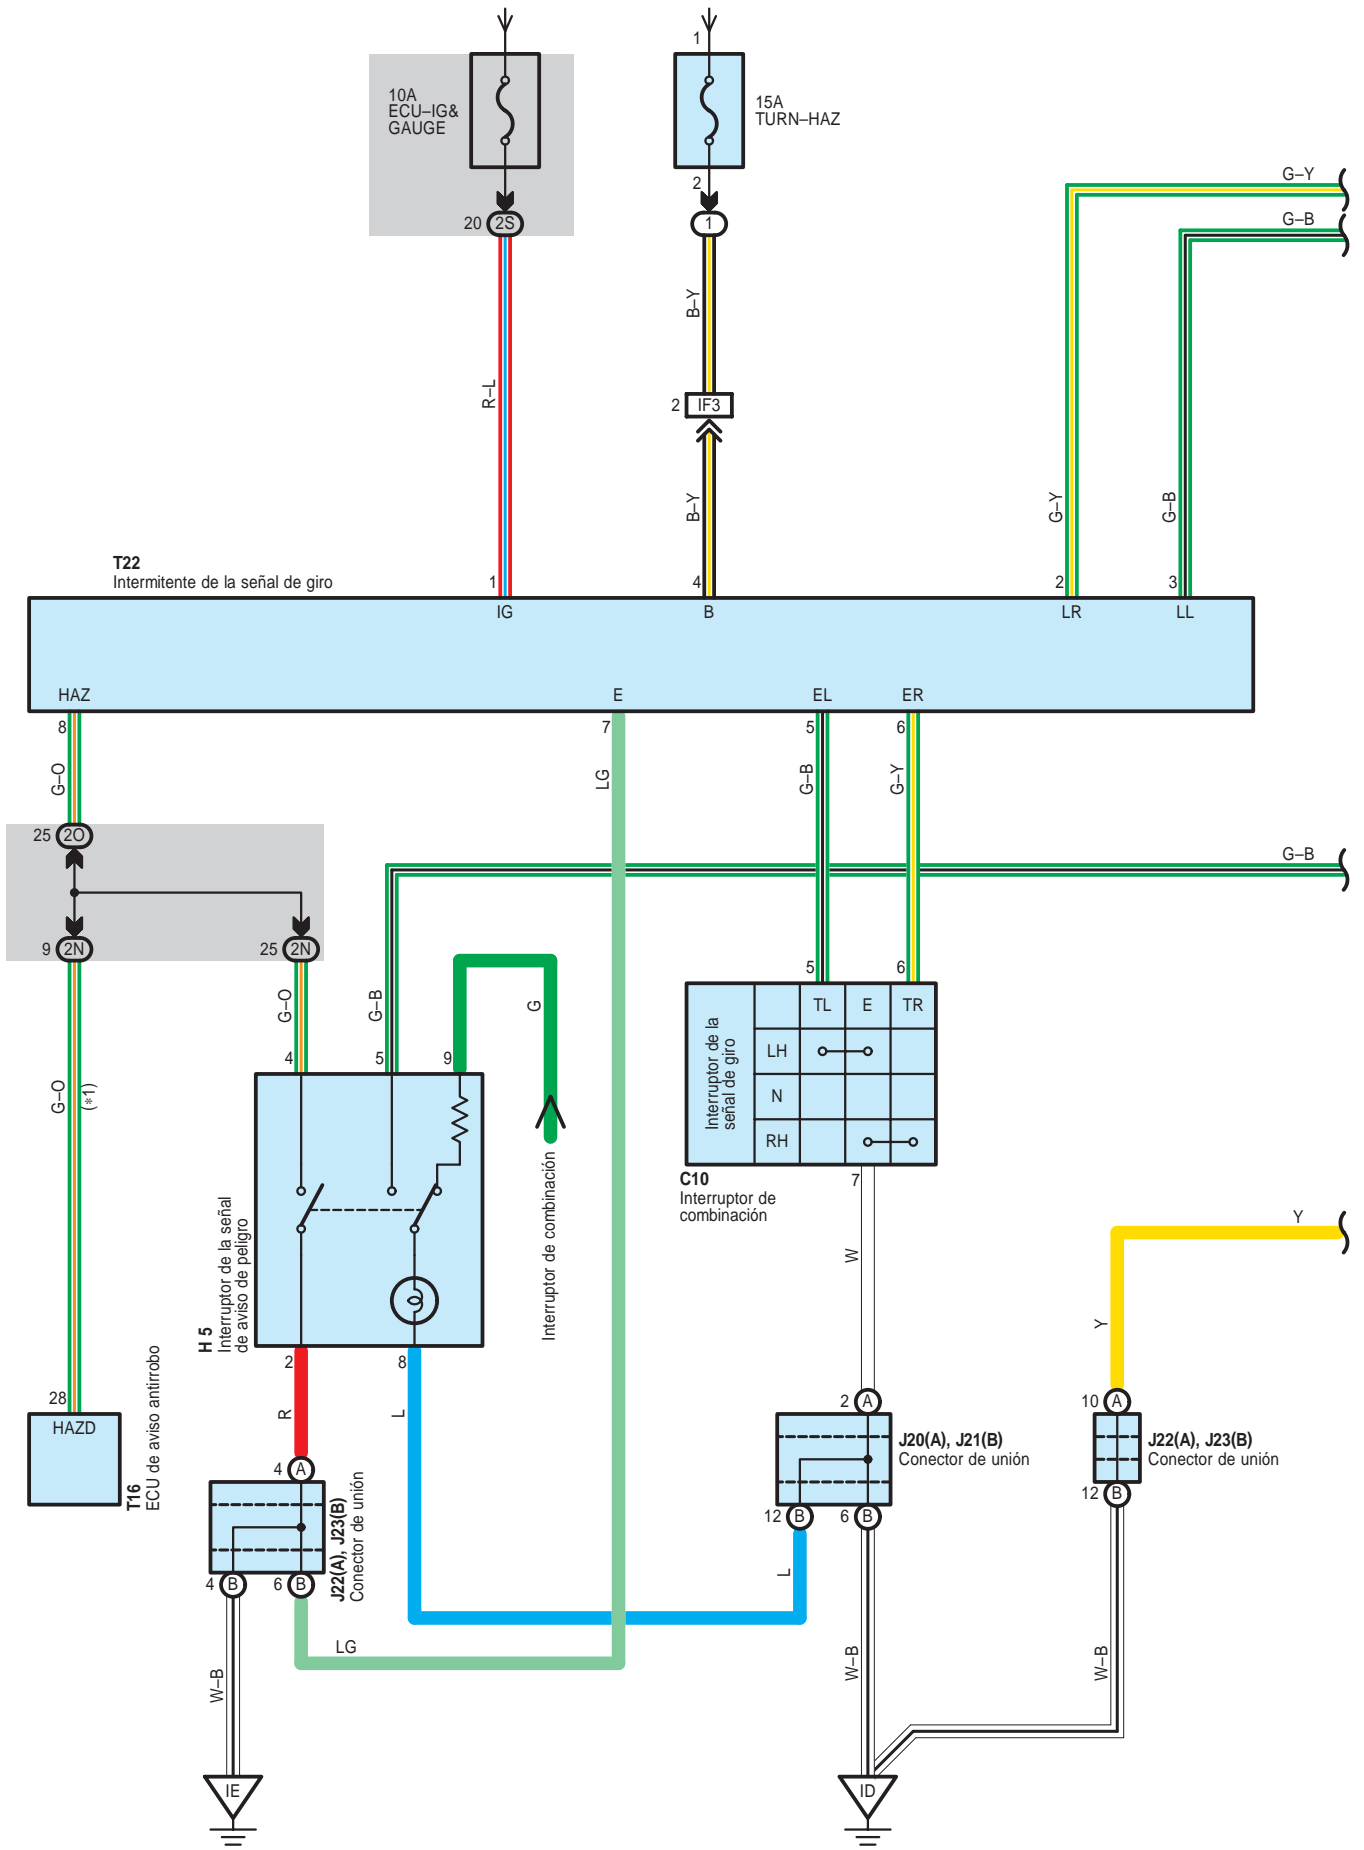 10A
ECU–IG&
GAUGE
1
15A
TURN–HAZ
2
20 2S
1
G–Y
G–B
B–Y
R–L
2 IF3
B–Y
G–Y
G–B
T22
Intermitente de la señal de giro
1
4
2
3
IG
B
LR
LL
HAZ
E
EL
ER
8
7
5
6
G–O
LG
G–B
G–Y
25 2O
G–B
9 2N
25 2N
G–O
G–B
G
5
6
4
5
9
G–O
(*1)
Interruptor de la
señal de giro
TL
E
TR
LH
N
RH
C10
Interruptor de
combinación
7
H 5
Interruptor de la señal
de aviso de peligro
Interruptor de combinación
W
Y
Y
2
8
28
HAZD
T16
ECU de aviso antirrobo
R
L
2 A
10 A
J20(A), J21(B)
Conector de unión
J22(A), J23(B)
Conector de unión
4 A
J22(A), J23(B)
Conector de unión
12 B
6 B
12 B
4 B
6 B
L
LG
W–B
W–B
W–B
IE
ID